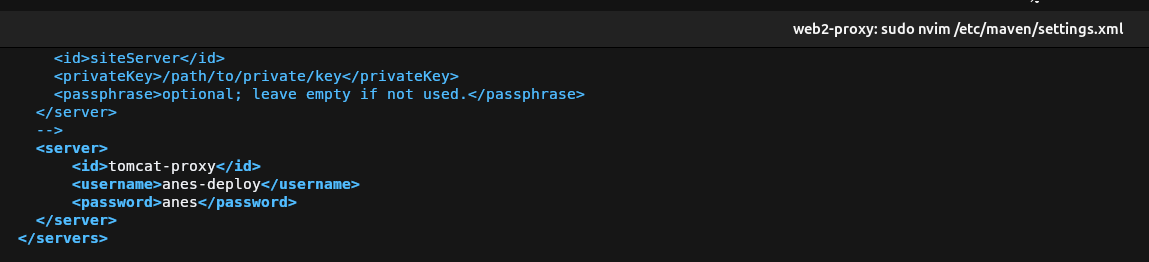 web2-proxy: sudo nvim /etc/maven/settings.xml
<id>siteServer</id>
<privateKey>/path/to/private/key</privateKey>
<passphrase>optional; leave empty if not used.</passphrase>
</server>
-->
<server>
<id>tomcat-proxy</id>
<username>anes-deploy</username>
<password>anes</password>
</server>
</servers>